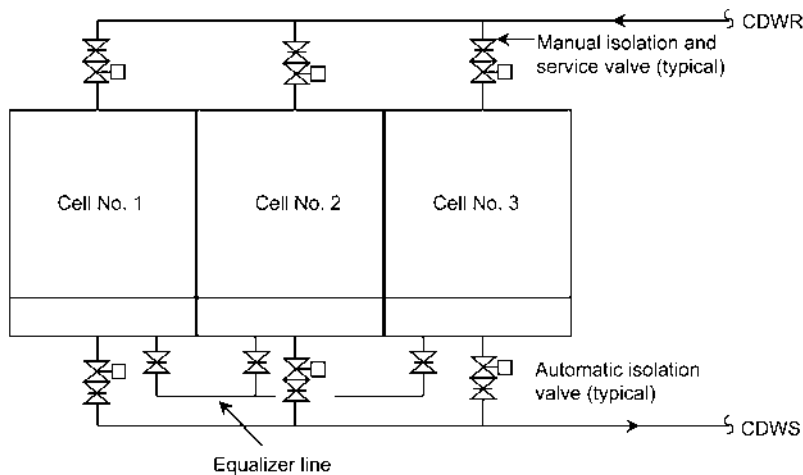 CDWR
Manual isolation and
service valve (typical)
Cell No. 1
Cell No. 2
Cell No. 3
Automatic isolation
valve (typical)
CDWS
Equalizer line